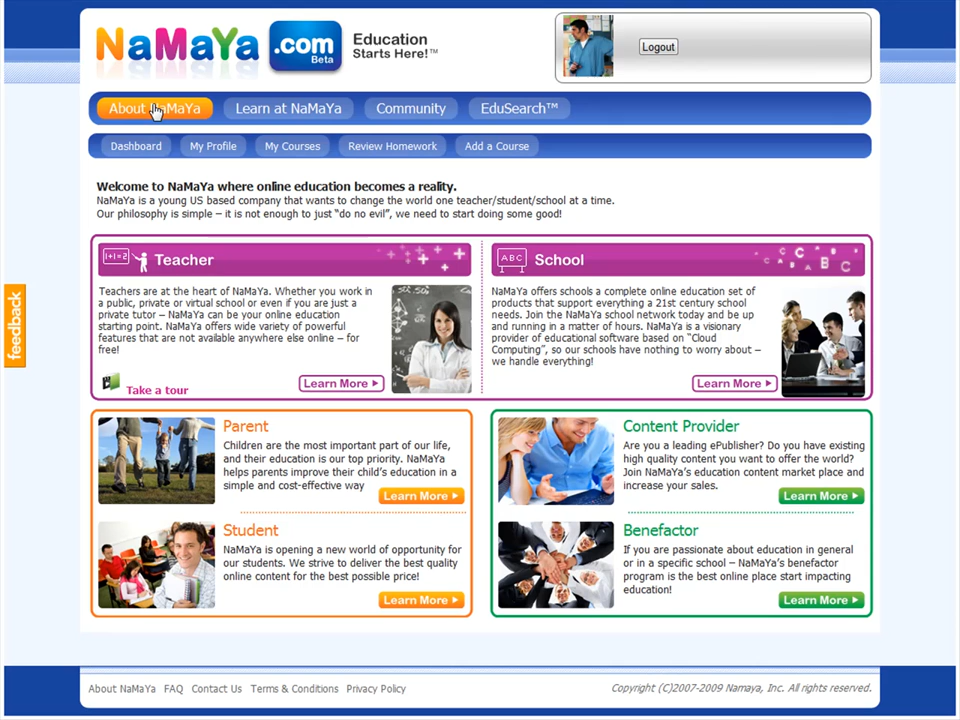 NaMaYa .com Beta Education Starts Here!™
Logout
About NaMaYa Learn at NaMaYa Community EduSearch™
Dashboard My Profile My Courses Review Homework Add a Course
Welcome to NaMaYa where online education becomes a reality.
NaMaYa is a young US based company that wants to change the world one teacher/student/school at a time.
Our philosophy is simple – it is not enough to just “do no evil”, we need to start doing some good!
feedback
1+1=2 Teacher
Teachers are at the heart of NaMaYa. Whether you work in
a public, private or virtual school or even if you are just a
private tutor – NaMaYa can be your online education
starting point. NaMaYa offers wide variety of powerful
features that are not available anywhere else online – for
free!
Take a tour
Learn More
ABC School
C C C A D A B C
NaMaYa offers schools a complete online education set of
products that support everything a 21st century school
needs. Join the NaMaYa school network today and be up
and running in a matter of hours. NaMaYa is a visionary
provider of educational software based on “Cloud
Computing”, so our schools have nothing to worry about –
we handle everything!
Learn More
Parent
Children are the most important part of our life,
and their education is our top priority. NaMaYa
helps parents improve their child’s education in a
simple and cost-effective way
Learn More
Student
NaMaYa is opening a new world of opportunity for
our students. We strive to deliver the best quality
online content for the best possible price!
Learn More
Content Provider
Are you a leading ePublisher? Do you have existing
high quality content you want to offer the world?
Join NaMaYa’s education content market place and
increase your sales.
Learn More
Benefactor
If you are passionate about education in general
or in a specific school – NaMaYa’s benefactor
program is the best online place start impacting
education!
Learn More
About NaMaYa FAQ Contact Us Terms & Conditions Privacy Policy
Copyright (C)2007-2009 Namaya, Inc. All rights reserved.